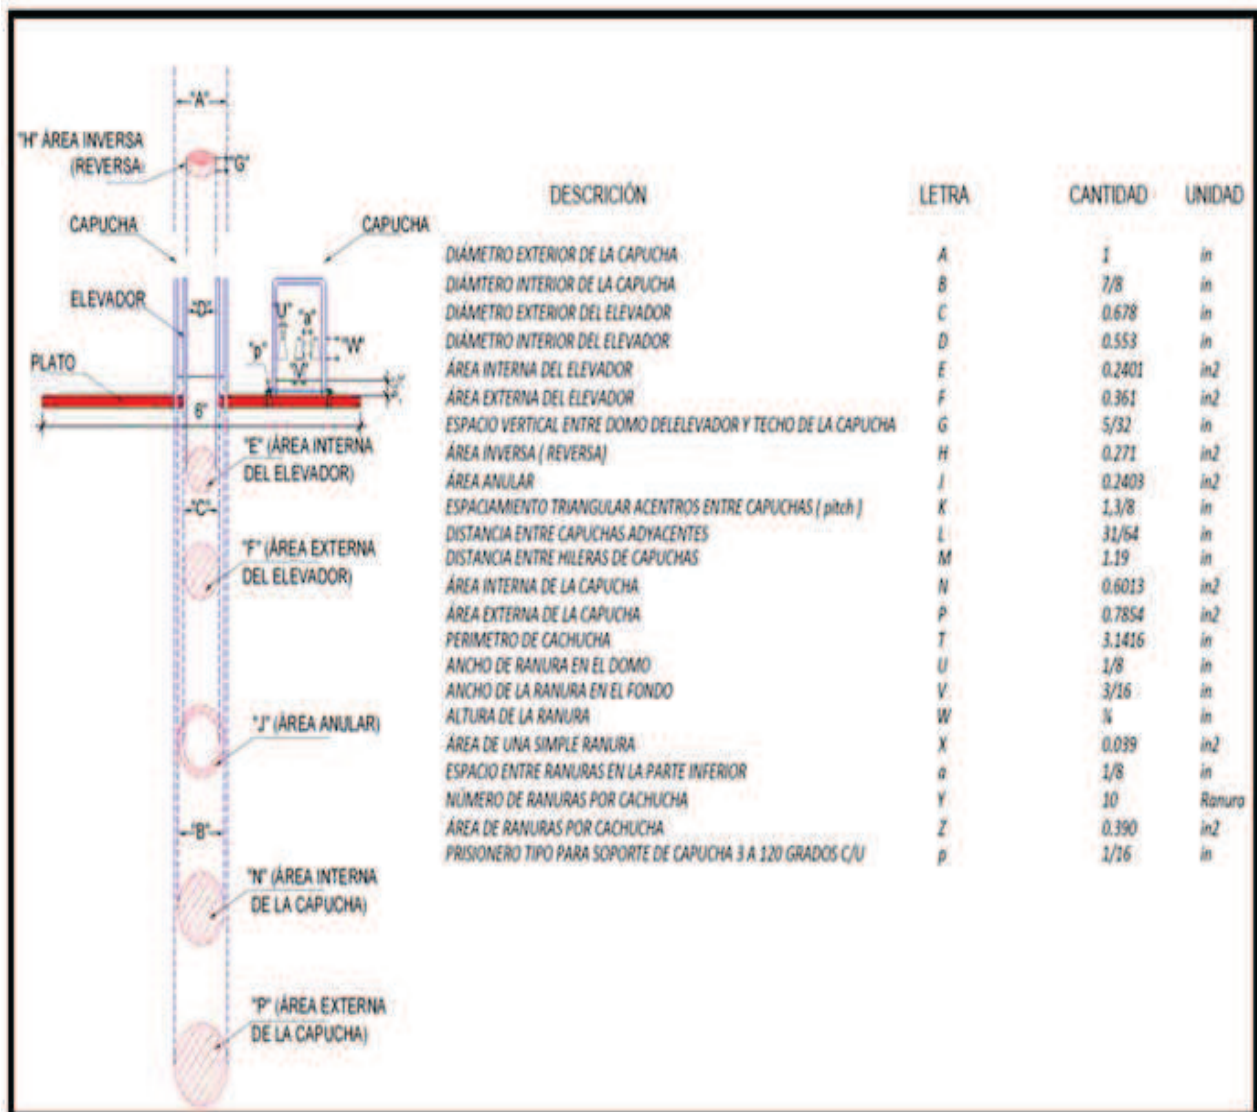 "A"
"H" ÁREA INVERSA
(REVERSA)
"G"
CAPUCHA
CAPUCHA
ELEVADOR
"D"
"U"
"a"
"W"
"p"
"V"
PLATO
6"
"E" (ÁREA INTERNA
DEL ELEVADOR)
"C"
"F" (ÁREA EXTERNA
DEL ELEVADOR)
"J" (ÁREA ANULAR)
"B"
"N" (ÁREA INTERNA
DE LA CAPUCHA)
"P" (ÁREA EXTERNA
DE LA CAPUCHA)
DESCRICIÓN LETRA CANTIDAD UNIDAD
DIÁMETRO EXTERIOR DE LA CAPUCHA A 1 in
DIÁMTERO INTERIOR DE LA CAPUCHA B 7/8 in
DIÁMETRO EXTERIOR DEL ELEVADOR C 0.678 in
DIÁMETRO INTERIOR DEL ELEVADOR D 0.553 in
ÁREA INTERNA DEL ELEVADOR E 0.2401 in2
ÁREA EXTERNA DEL ELEVADOR F 0.361 in2
ESPACIO VERTICAL ENTRE DOMO DELELEVADOR Y TECHO DE LA CAPUCHA G 5/32 in
ÁREA INVERSA ( REVERSA) H 0.271 in2
ÁREA ANULAR J 0.2403 in2
ESPACIAMIENTO TRIANGULAR ACENTROS ENTRE CAPUCHAS ( pitch ) K 1,3/8 in
DISTANCIA ENTRE CAPUCHAS ADYACENTES L 31/64 in
DISTANCIA ENTRE HILERAS DE CAPUCHAS M 1.19 in
ÁREA INTERNA DE LA CAPUCHA N 0.6013 in2
ÁREA EXTERNA DE LA CAPUCHA P 0.7854 in2
PERIMETRO DE CACHUCHA T 3.1416 in
ANCHO DE RANURA EN EL DOMO U 1/8 in
ANCHO DE LA RANURA EN EL FONDO V 3/16 in
ALTURA DE LA RANURA W ¼ in
ÁREA DE UNA SIMPLE RANURA X 0.039 in2
ESPACIO ENTRE RANURAS EN LA PARTE INFERIOR a 1/8 in
NÚMERO DE RANURAS POR CACHUCHA Y 10 Ranura
ÁREA DE RANURAS POR CACHUCHA Z 0.390 in2
PRISIONERO TIPO PARA SOPORTE DE CAPUCHA 3 A 120 GRADOS C/U p 1/16 in